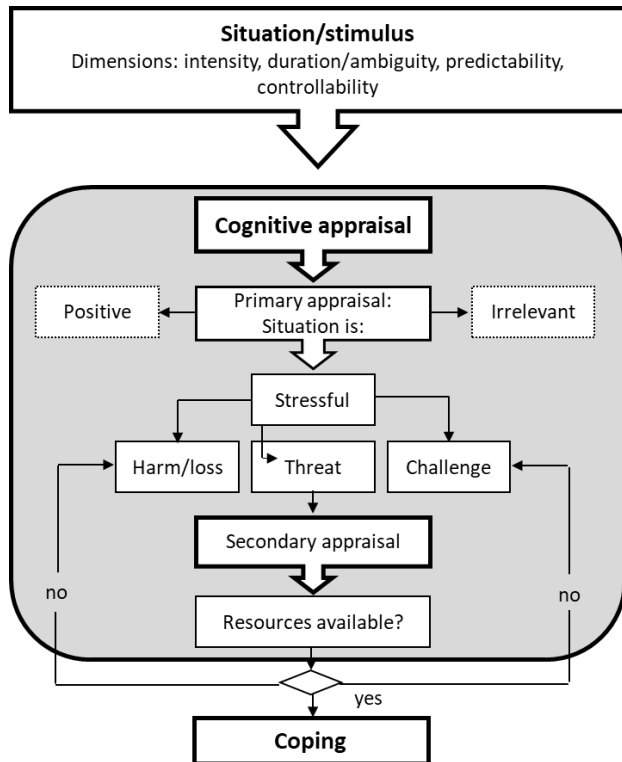 Situation/stimulus
Dimensions: intensity, duration/ambiguity, predictability,
controllability
Cognitive appraisal
Positive
Primary appraisal:
Situation is:
Irrelevant
Stressful
Harm/loss
Threat
Challenge
Secondary appraisal
no
Resources available?
no
yes
Coping